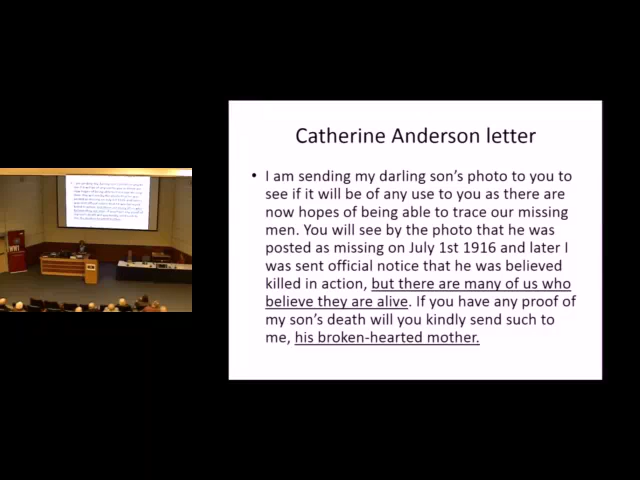 Catherine Anderson letter
• I am sending my darling son's photo to you to
see if it will be of any use to you as there are
now hopes of being able to trace our missing
men. You will see by the photo that he was
posted as missing on July 1st 1916 and later I
was sent official notice that he was believed
killed in action, but there are many of us who
believe they are alive. If you have any proof of
my son's death will you kindly send such to
me, his broken-hearted mother.